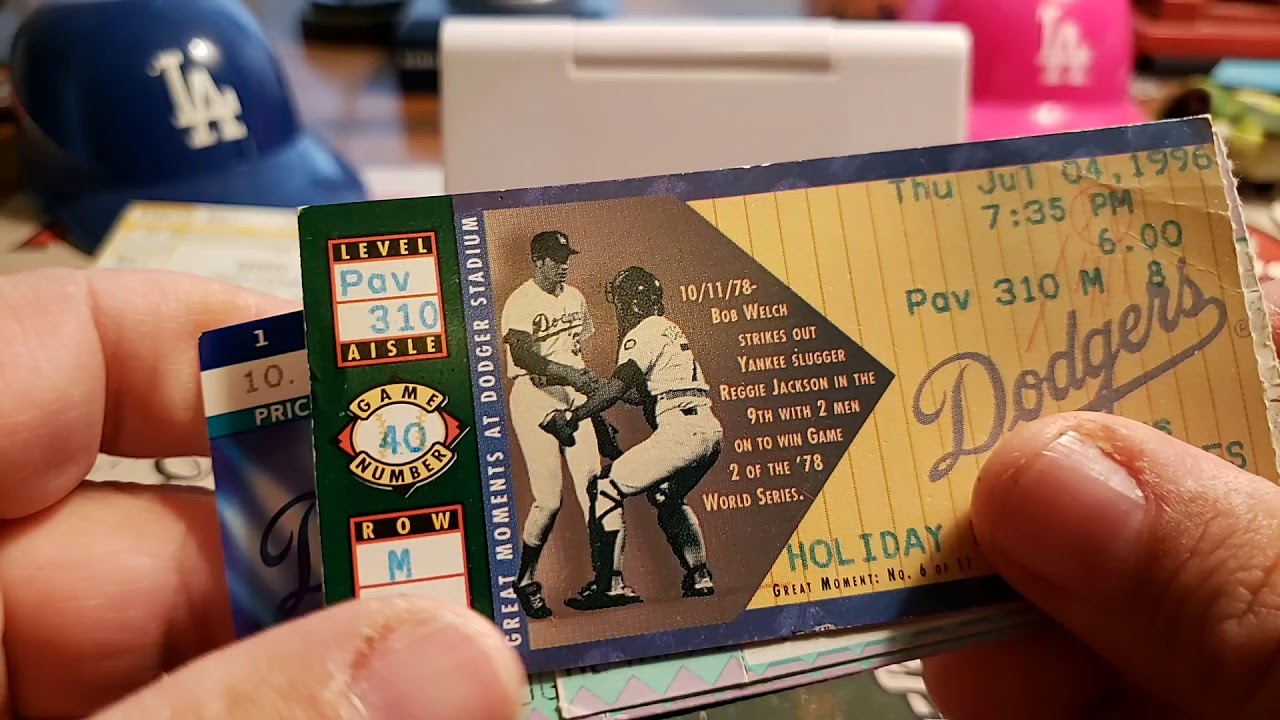 LA
LA
1
10.
PRIC
LEVEL
Pav
310
AISLE
GAME
40
NUMBER
ROW
M
GREAT MOMENTS AT DODGER STADIUM
Dodgers
10/11/78-
BOB WELCH
STRIKES OUT
YANKEE SLUGGER
REGGIE JACKSON IN THE
9TH WITH 2 MEN
ON TO WIN GAME
2 OF THE '78
WORLD SERIES.
Thu Jul 04,1996
7:35 PM
6.00
Pav 310 M 8
Dodgers®
S
ES
HOLIDAY
GREAT MOMENT: NO. 6 OF 11